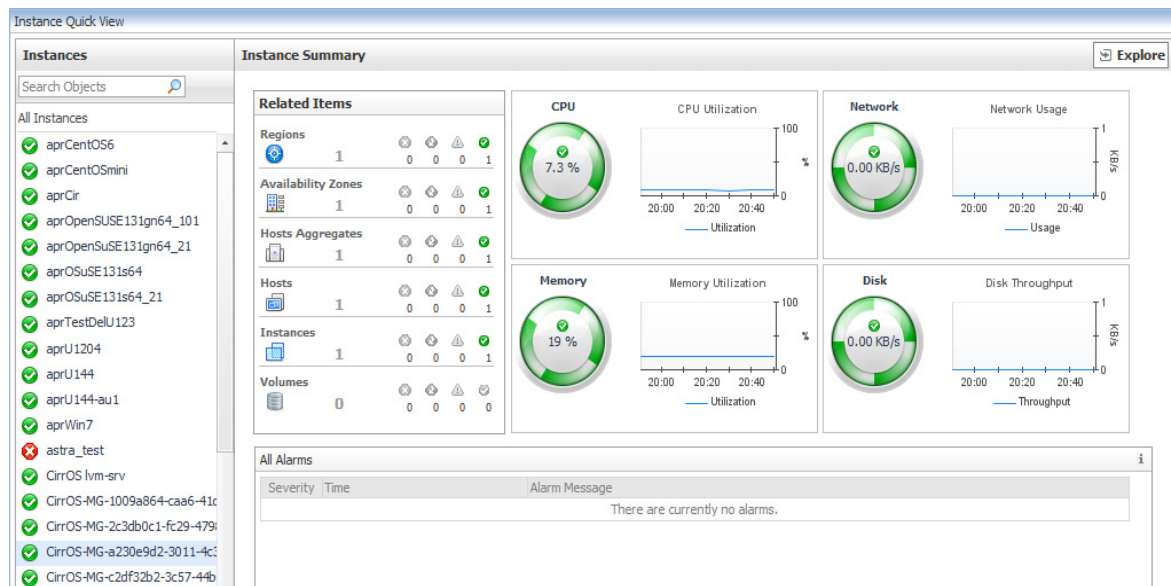 Instance Quick View
Instances
Search Objects
All Instances
aprCentOS6
aprCentOSmini
aprCir
aprOpenSUSE131gn64_101
aprOpenSuSE131gn64_21
aprOSuSE131s64
aprOSuSE131s64_21
aprTestDelU123
aprU1204
aprU144
aprU144-au1
aprWin7
astra_test
CirrOS lvm-srv
CirrOS-MG-1009a864-caa6-41c
CirrOS-MG-2c3db0c1-fc29-479
CirrOS-MG-a230e9d2-3011-4c3
CirrOS-MG-c2df32b2-3c57-44b
Instance Summary
Explore
Related Items
Regions
1 0 0 0 1
Availability Zones
1 0 0 0 1
Hosts Aggregates
1 0 0 0 1
Hosts
1 0 0 0 1
Instances
1 0 0 0 1
Volumes
0 0 0 0 0
CPU
7.3 %
CPU Utilization
100
%
0
20:00 20:20 20:40
Utilization
Network
0.00 KB/s
Network Usage
1
KB/s
0
20:00 20:20 20:40
Usage
Memory
19 %
Memory Utilization
100
%
0
20:00 20:20 20:40
Utilization
Disk
0.00 KB/s
Disk Throughput
1
KB/s
0
20:00 20:20 20:40
Throughput
All Alarms
i
Severity Time Alarm Message
There are currently no alarms.